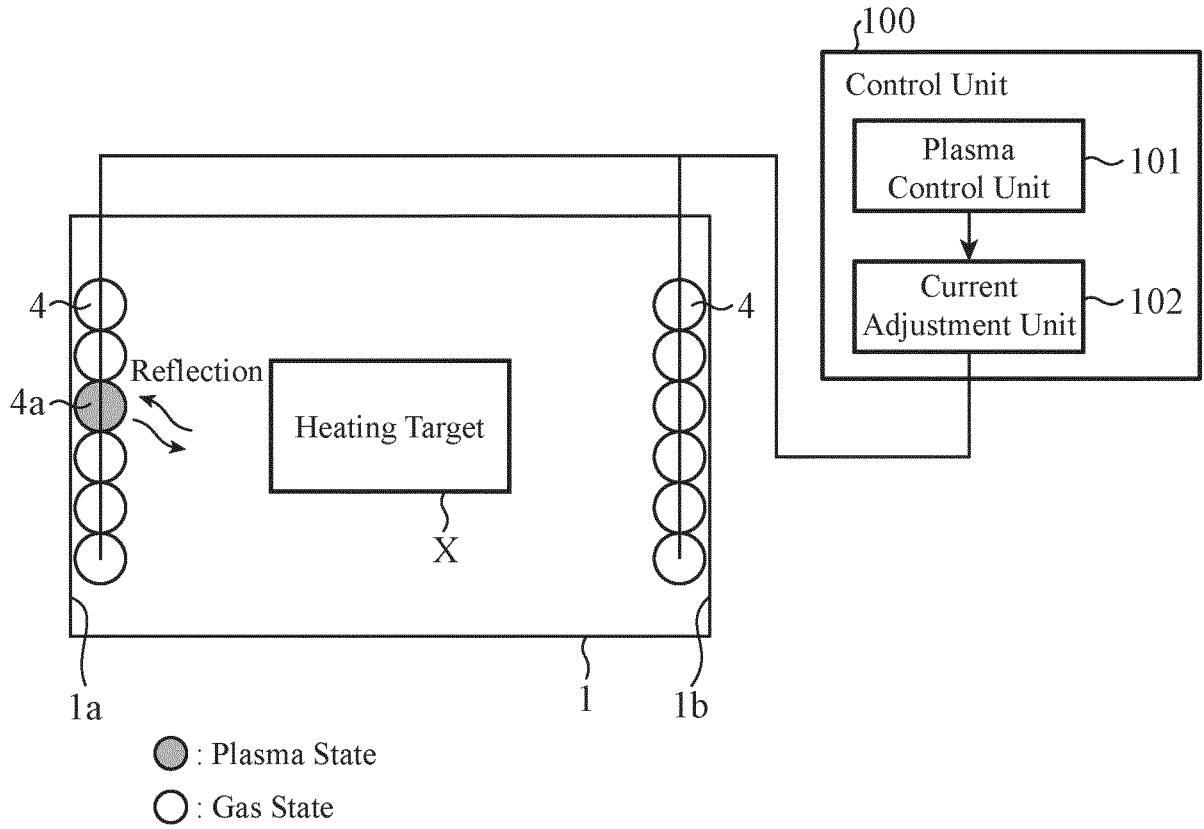 100
Control Unit
Plasma
Control Unit
101
Current
Adjustment Unit
102
4
4
Reflection
4a
Heating Target
X
1a
1
1b
: Plasma State
: Gas State